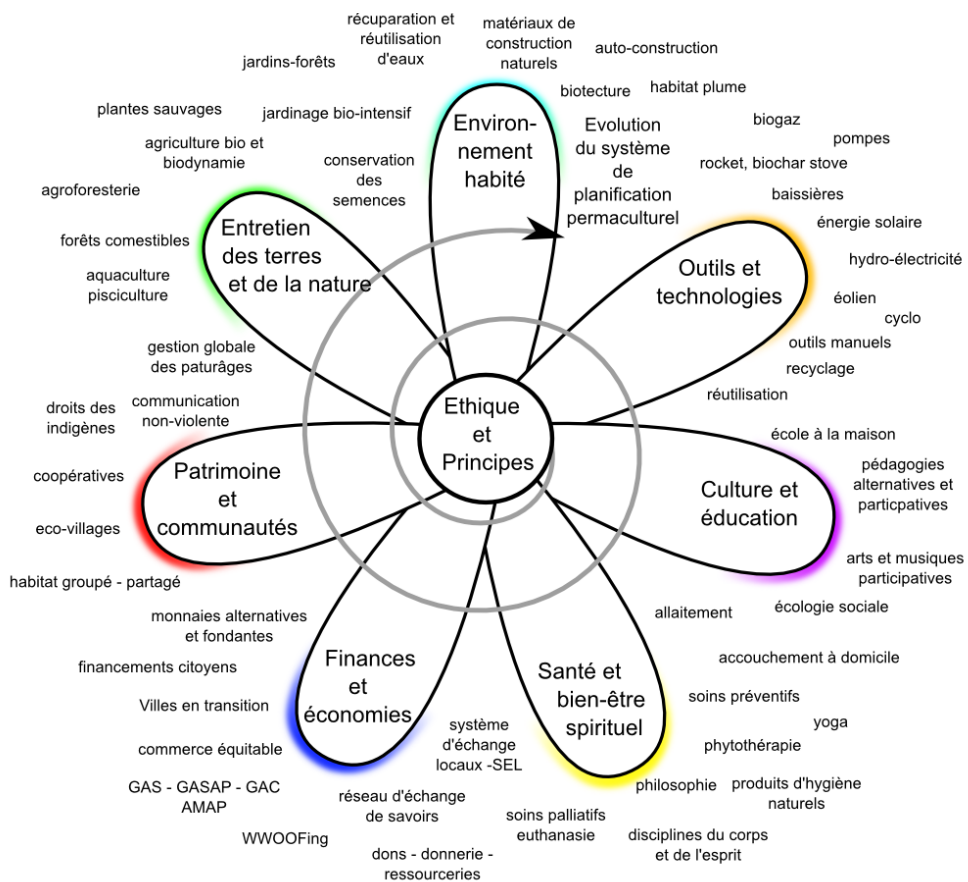 récuparation et
réutilisation
d'eaux
matériaux de
construction
naturels
auto-construction
jardins-forêts
biotecture
habitat plume
plantes sauvages
jardinage bio-intensif
Environ-
nement
habité
Evolution
du système
de
planification
permaculturel
biogaz
pompes
agriculture bio et
biodynamie
conservation
des
semences
rocket, biochar stove
agroforesterie
baissières
énergie solaire
Entretien
des terres
et de la nature
forêts comestibles
Outils et
technologies
hydro-électricité
aquaculture
pisciculture
éolien
cyclo
outils manuels
recyclage
gestion globale
des paturâges
réutilisation
Ethique
et
Principes
droits des
indigènes
communication
non-violente
école à la maison
Patrimoine
et
communautés
coopératives
Culture et
éducation
pédagogies
alternatives et
particpatives
eco-villages
arts et musiques
participatives
habitat groupé - partagé
écologie sociale
monnaies alternatives
et fondantes
allaitement
financements citoyens
Finances
et
économies
Santé et
bien-être
spirituel
accouchement à domicile
Villes en transition
soins préventifs
yoga
commerce équitable
système
d'échange
locaux -SEL
phytothérapie
GAS - GASAP - GAC
AMAP
philosophie
produits d'hygiène
naturels
réseau d'échange
de savoirs
soins palliatifs
euthanasie
WWOOFing
disciplines du corps
et de l'esprit
dons - donnerie -
ressourceries